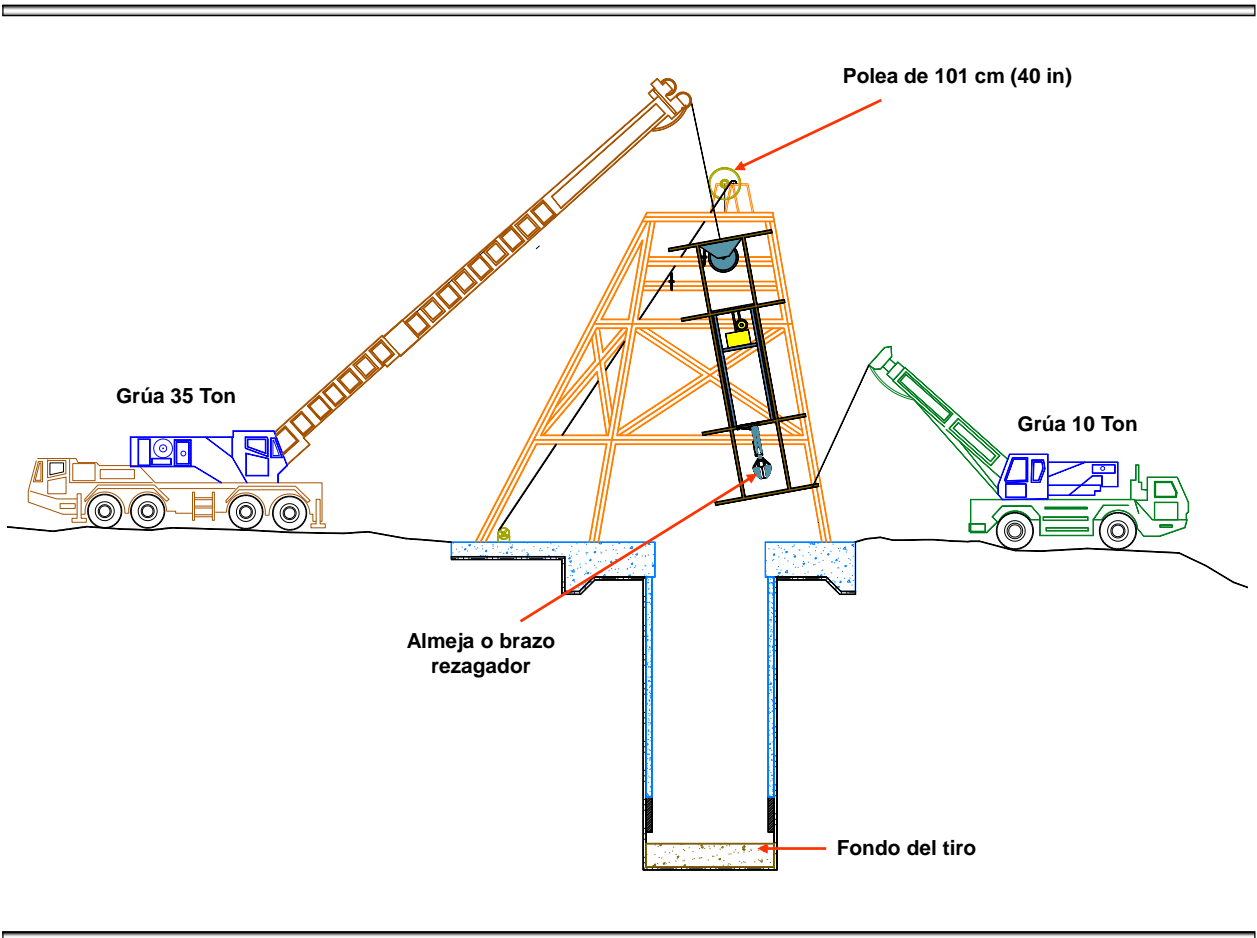 Polea de 101 cm (40 in)
Grúa 35 Ton
Grúa 10 Ton
Almeja o brazo
rezagador
Fondo del tiro